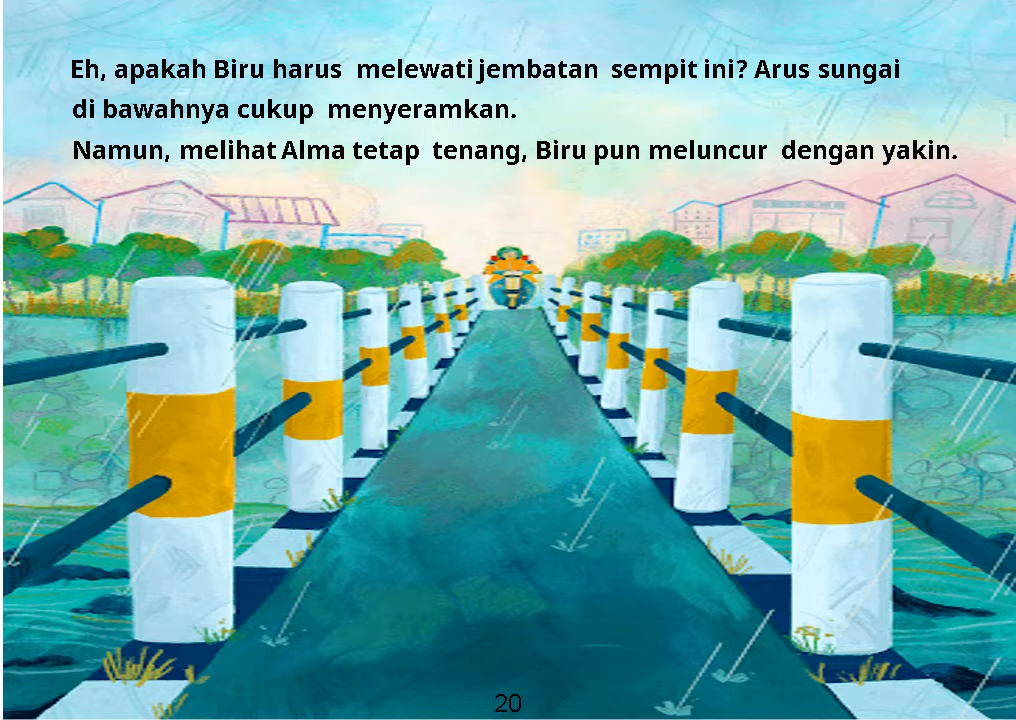 Eh, apakah Biru harus melewati jembatan sempit ini? Arus sungai
di bawahnya cukup menyeramkan.
Namun, melihat Alma tetap tenang, Biru pun meluncur dengan yakin.
20